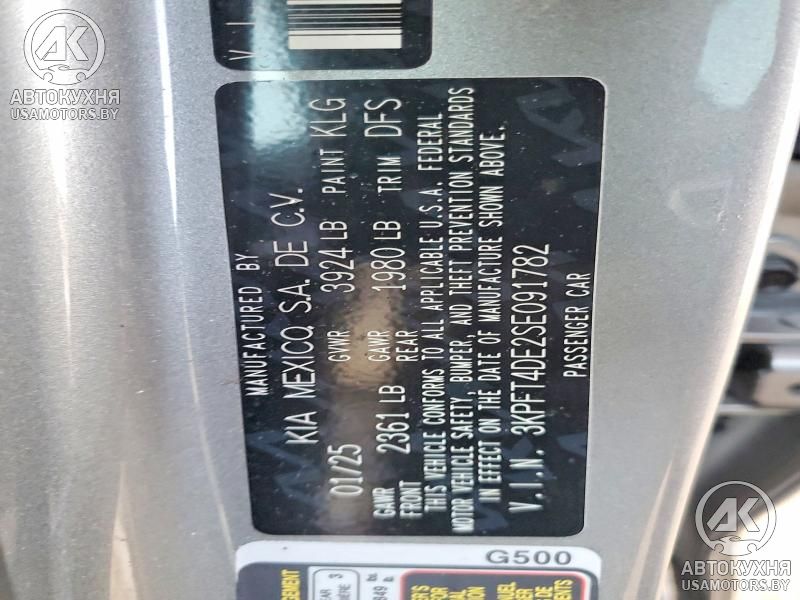 V I
MANUFACTURED BY
KIA MEXICO, S.A. DE C.V.
01/25 GVWR 3924 LB PAINT KLG
GAWR FRONT 2361 LB GAWR REAR 1980 LB TRIM DFS
THIS VEHICLE CONFORMS TO ALL APPLICABLE U.S.A. FEDERAL
MOTOR VEHICLE SAFETY, BUMPER, AND THEFT PREVENTION STANDARDS
IN EFFECT ON THE DATE OF MANUFACTURE SHOWN ABOVE.
V.I.N. 3KPFT4DE2SE091782
PASSENGER CAR
G500
AK
АВТОКУХНЯ
USAMOTORS.BY
AK
АВТОКУХНЯ
USAMOTORS.BY